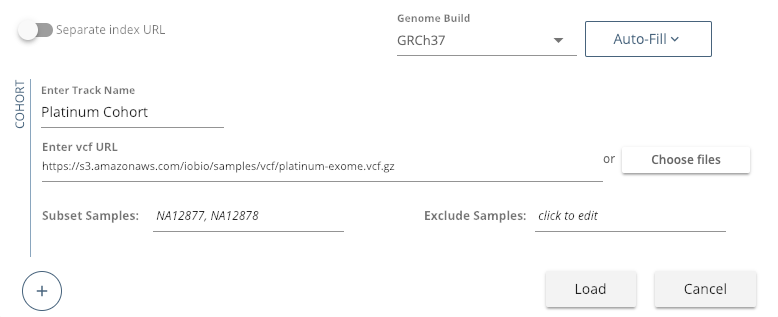 Separate index URL
Genome Build
GRCh37
Auto-Fill
COHORT
Enter Track Name
Platinum Cohort
Enter vcf URL
https://s3.amazonaws.com/iobio/samples/vcf/platinum-exome.vcf.gz
or
Choose files
Subset Samples: NA12877, NA12878
Exclude Samples: click to edit
+
Load
Cancel